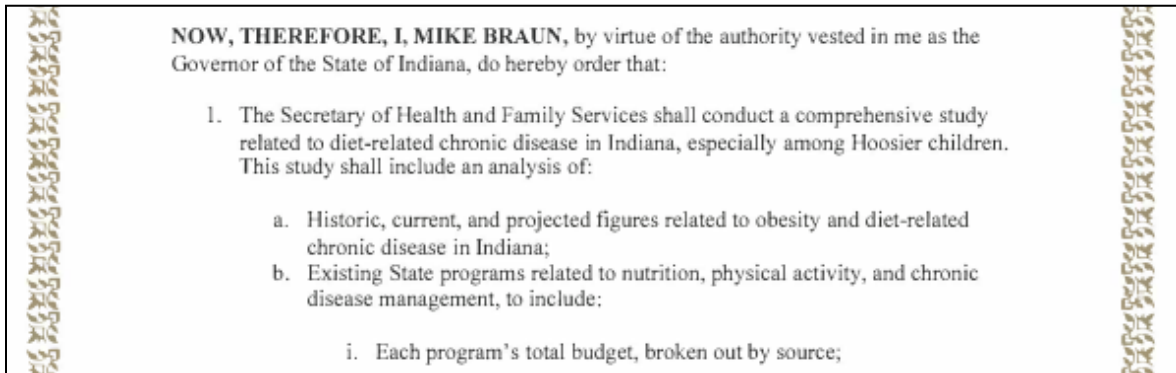 NOW, THEREFORE, I, MIKE BRAUN, by virtue of the authority vested in me as the
Governor of the State of Indiana, do hereby order that:
1. The Secretary of Health and Family Services shall conduct a comprehensive study
related to diet-related chronic disease in Indiana, especially among Hoosier children.
This study shall include an analysis of:
a. Historic, current, and projected figures related to obesity and diet-related
chronic disease in Indiana;
b. Existing State programs related to nutrition, physical activity, and chronic
disease management, to include:
i. Each program's total budget, broken out by source;